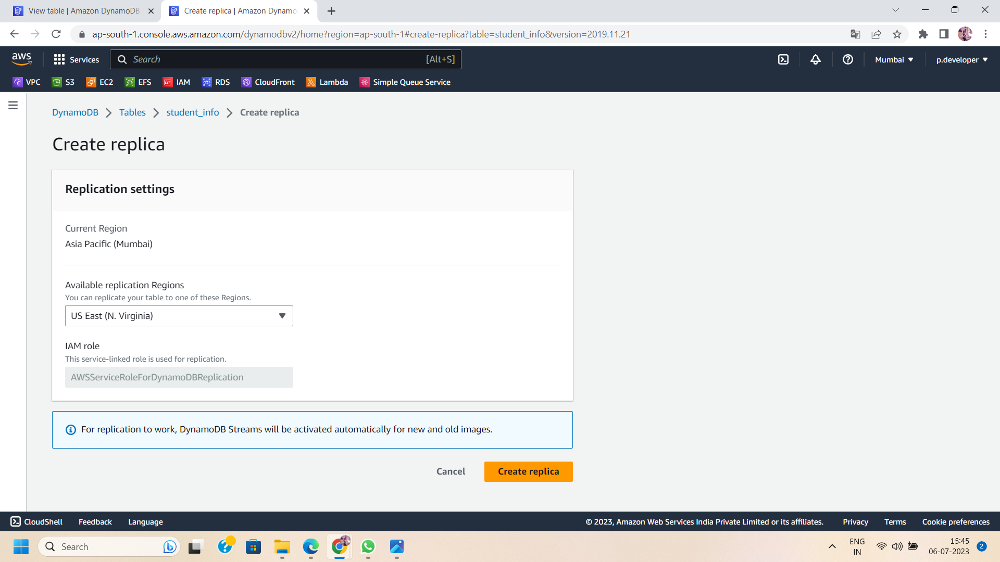 View table | Amazon DynamoDB
Create replica | Amazon Dynamo
ap-south-1.console.aws.amazon.com/dynamodbv2/home?region=ap-south-1#create-replica?table=student_info&version=2019.11.21
aws
Services
Search
[Alt+S]
Mumbai
p.developer
VPC
S3
EC2
EFS
IAM
RDS
CloudFront
Lambda
Simple Queue Service
DynamoDB
Tables
student_info
Create replica
Create replica
Replication settings
Current Region
Asia Pacific (Mumbai)
Available replication Regions
You can replicate your table to one of these Regions.
US East (N. Virginia)
IAM role
This service-linked role is used for replication.
AWSServiceRoleForDynamoDBReplication
For replication to work, DynamoDB Streams will be activated automatically for new and old images.
Cancel
Create replica
CloudShell
Feedback
Language
© 2023, Amazon Web Services India Private Limited or its affiliates.
Privacy
Terms
Cookie preferences
Search
ENG
IN
15:45
06-07-2023
2